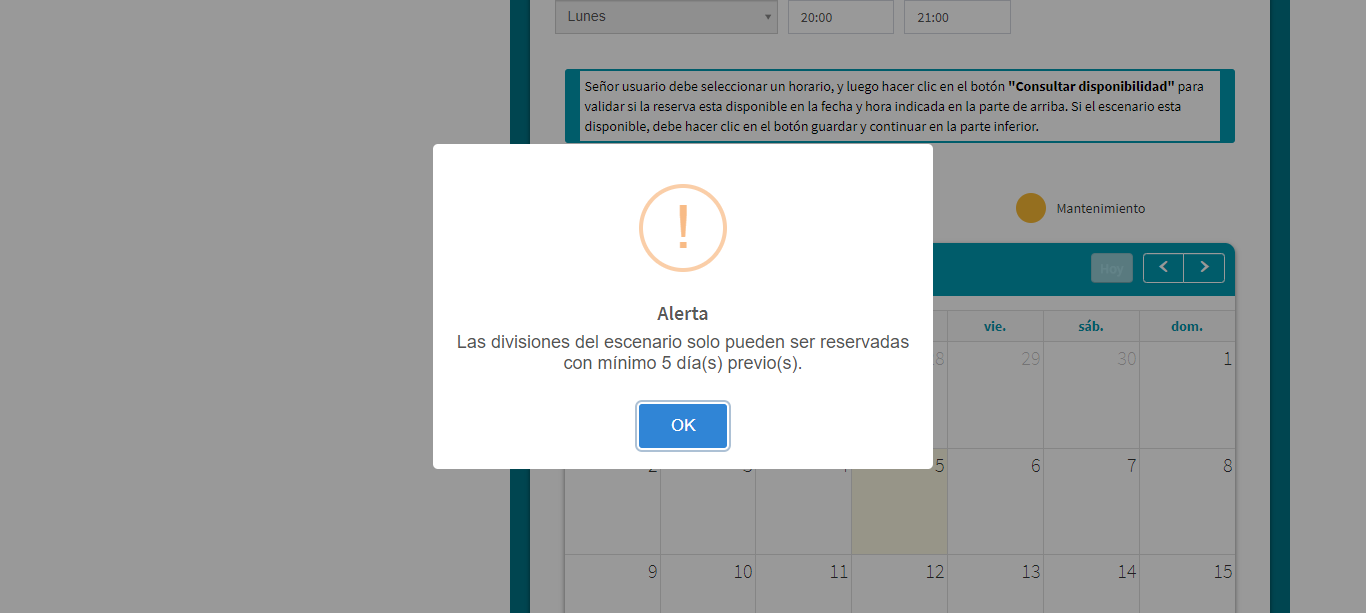 Lunes
20:00
21:00
Señor usuario debe seleccionar un horario, y luego hacer clic en el botón "Consultar disponibilidad" para
validar si la reserva esta disponible en la fecha y hora indicada en la parte de arriba. Si el escenario esta
disponible, debe hacer clic en el botón guardar y continuar en la parte inferior.
Mantenimiento
Hoy
!
Alerta
Las divisiones del escenario solo pueden ser reservadas
con mínimo 5 día(s) previo(s).
OK
vie. sáb. dom.
29 30 1
5 6 7 8
9 10 11 12 13 14 15